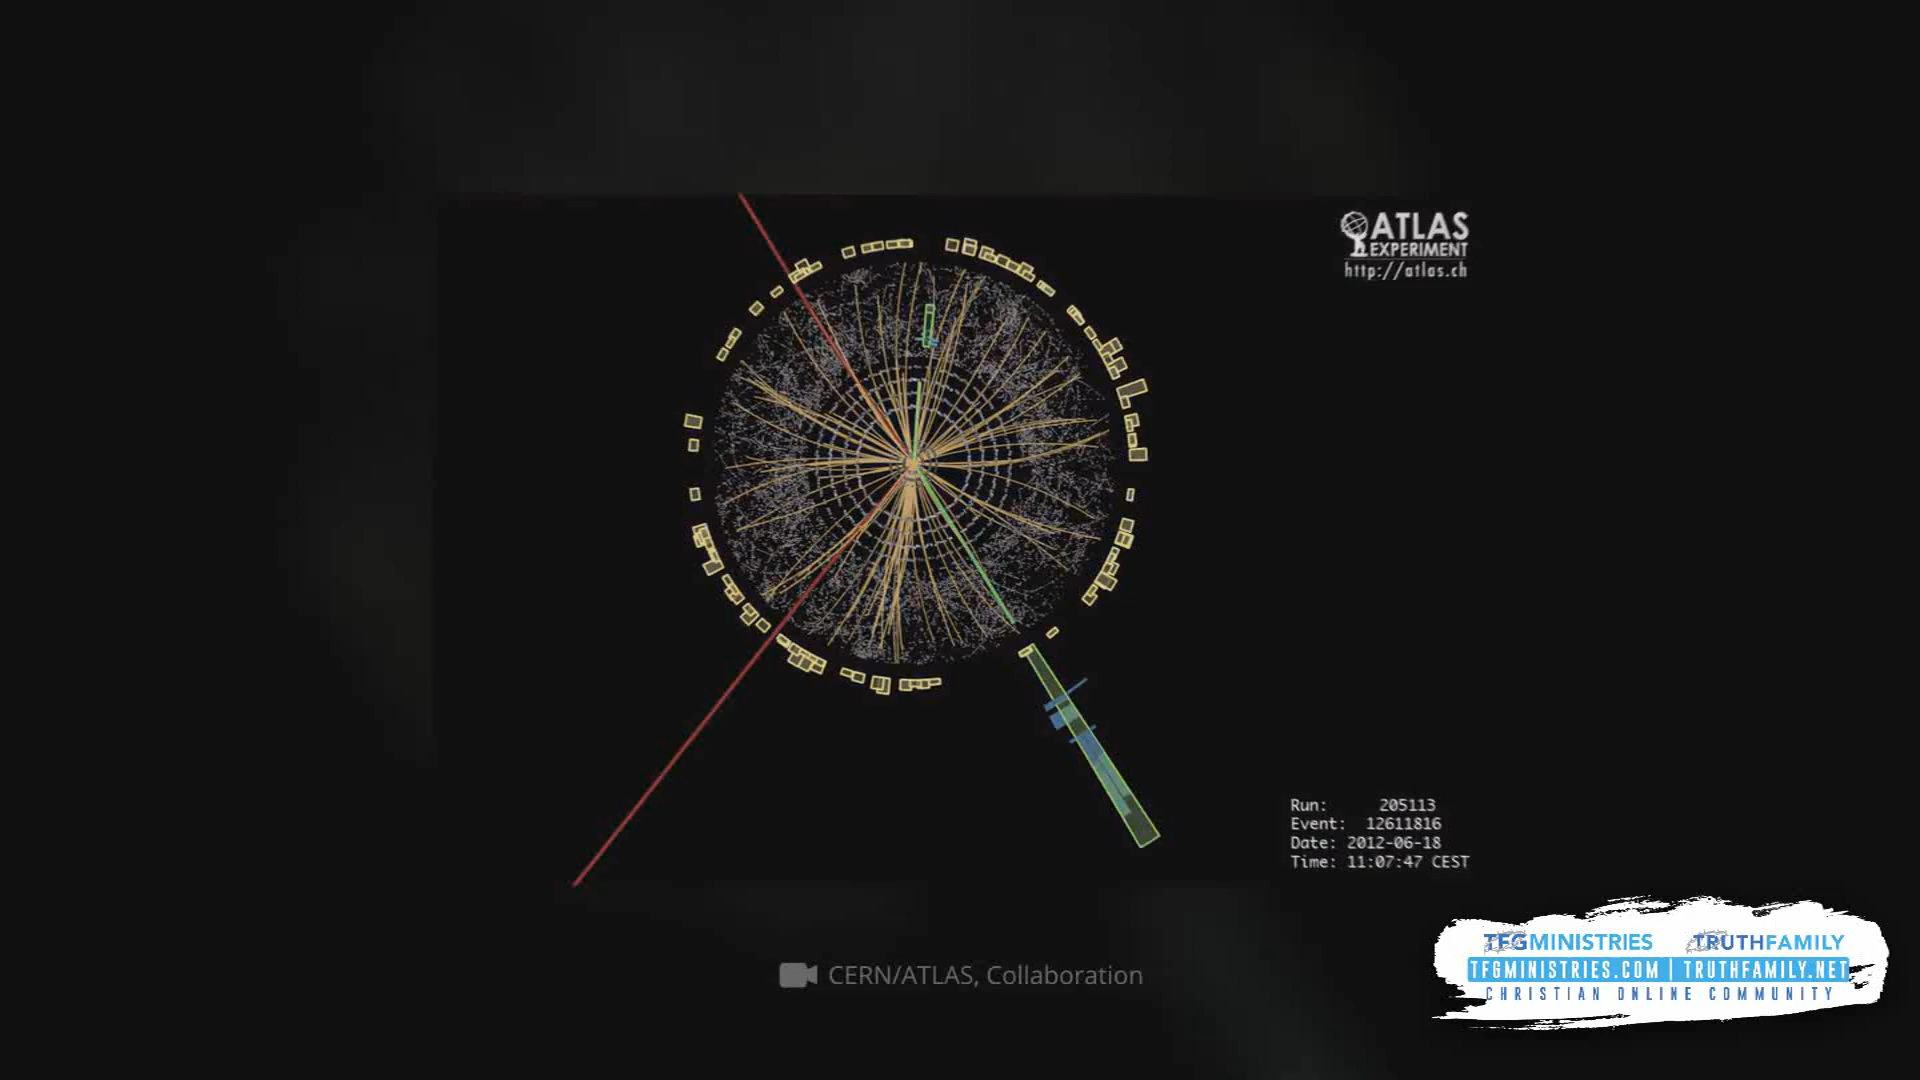 ATLAS
EXPERIMENT
http://atlas.ch
Run: 205113
Event: 12611816
Date: 2012-06-18
Time: 11:07:47 CEST
CERN/ATLAS, Collaboration
TFGMINISTRIES TRUTHFAMILY
TFGMINISTRIES.COM | TRUTHFAMILY.NET
CHRISTIAN ONLINE COMMUNITY